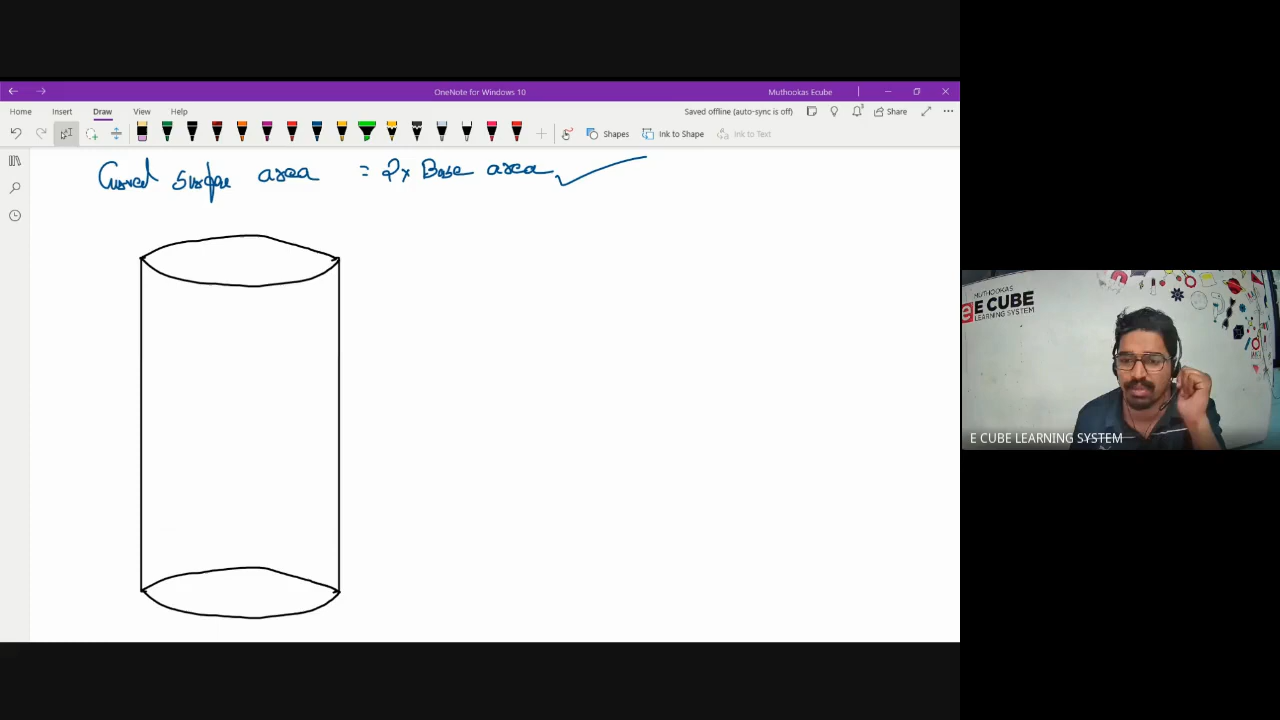 OneNote for Windows 10
Muthookas Ecube
Home Insert Draw View Help
Saved offline (auto-sync is off)
Share
Shapes
Ink to Shape
Ink to Text
Curved Surface area = 2 x Base area
MUTHOOKAS
E CUBE
LEARNING SYSTEM
E CUBE LEARNING SYSTEM